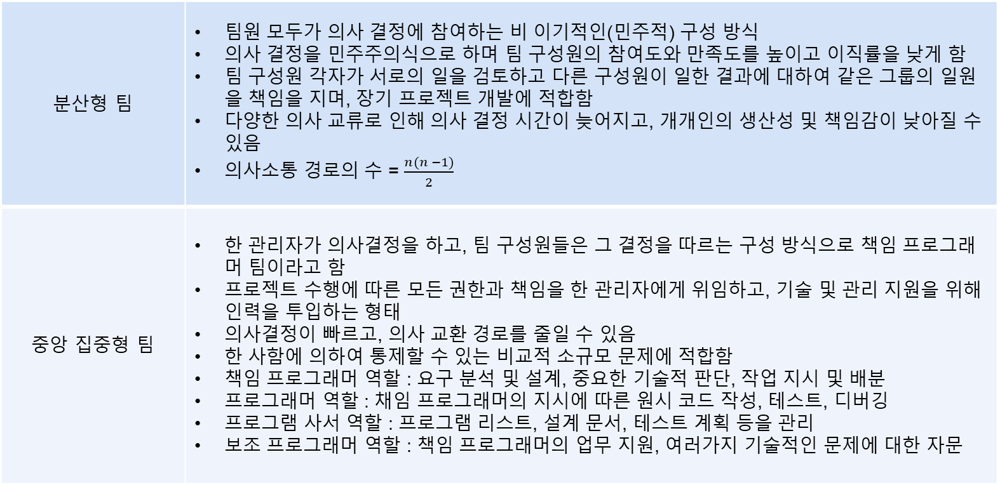 분산형 팀
• 팀원 모두가 의사 결정에 참여하는 비 이기적인(민주적) 구성 방식
• 의사 결정을 민주주의식으로 하며 팀 구성원의 참여도와 만족도를 높이고 이직률을 낮게 함
• 팀 구성원 각자가 서로의 일을 검토하고 다른 구성원이 일한 결과에 대하여 같은 그룹의 일원
을 책임을 지며, 장기 프로젝트 개발에 적합함
• 다양한 의사 교류로 인해 의사 결정 시간이 늦어지고, 개개인의 생산성 및 책임감이 낮아질 수
있음
• 의사소통 경로의 수 = n(n −1)/2
중앙 집중형 팀
• 한 관리자가 의사결정을 하고, 팀 구성원들은 그 결정을 따르는 구성 방식으로 책임 프로그래
머 팀이라고 함
• 프로젝트 수행에 따른 모든 권한과 책임을 한 관리자에게 위임하고, 기술 및 관리 지원을 위해
인력을 투입하는 형태
• 의사결정이 빠르고, 의사 교환 경로를 줄일 수 있음
• 한 사함에 의하여 통제할 수 있는 비교적 소규모 문제에 적합함
• 책임 프로그래머 역할 : 요구 분석 및 설계, 중요한 기술적 판단, 작업 지시 및 배분
• 프로그래머 역할 : 채임 프로그래머의 지시에 따른 원시 코드 작성, 테스트, 디버깅
• 프로그램 사서 역할 : 프로그램 리스트, 설계 문서, 테스트 계획 등을 관리
• 보조 프로그래머 역할 : 책임 프로그래머의 업무 지원, 여러가지 기술적인 문제에 대한 자문